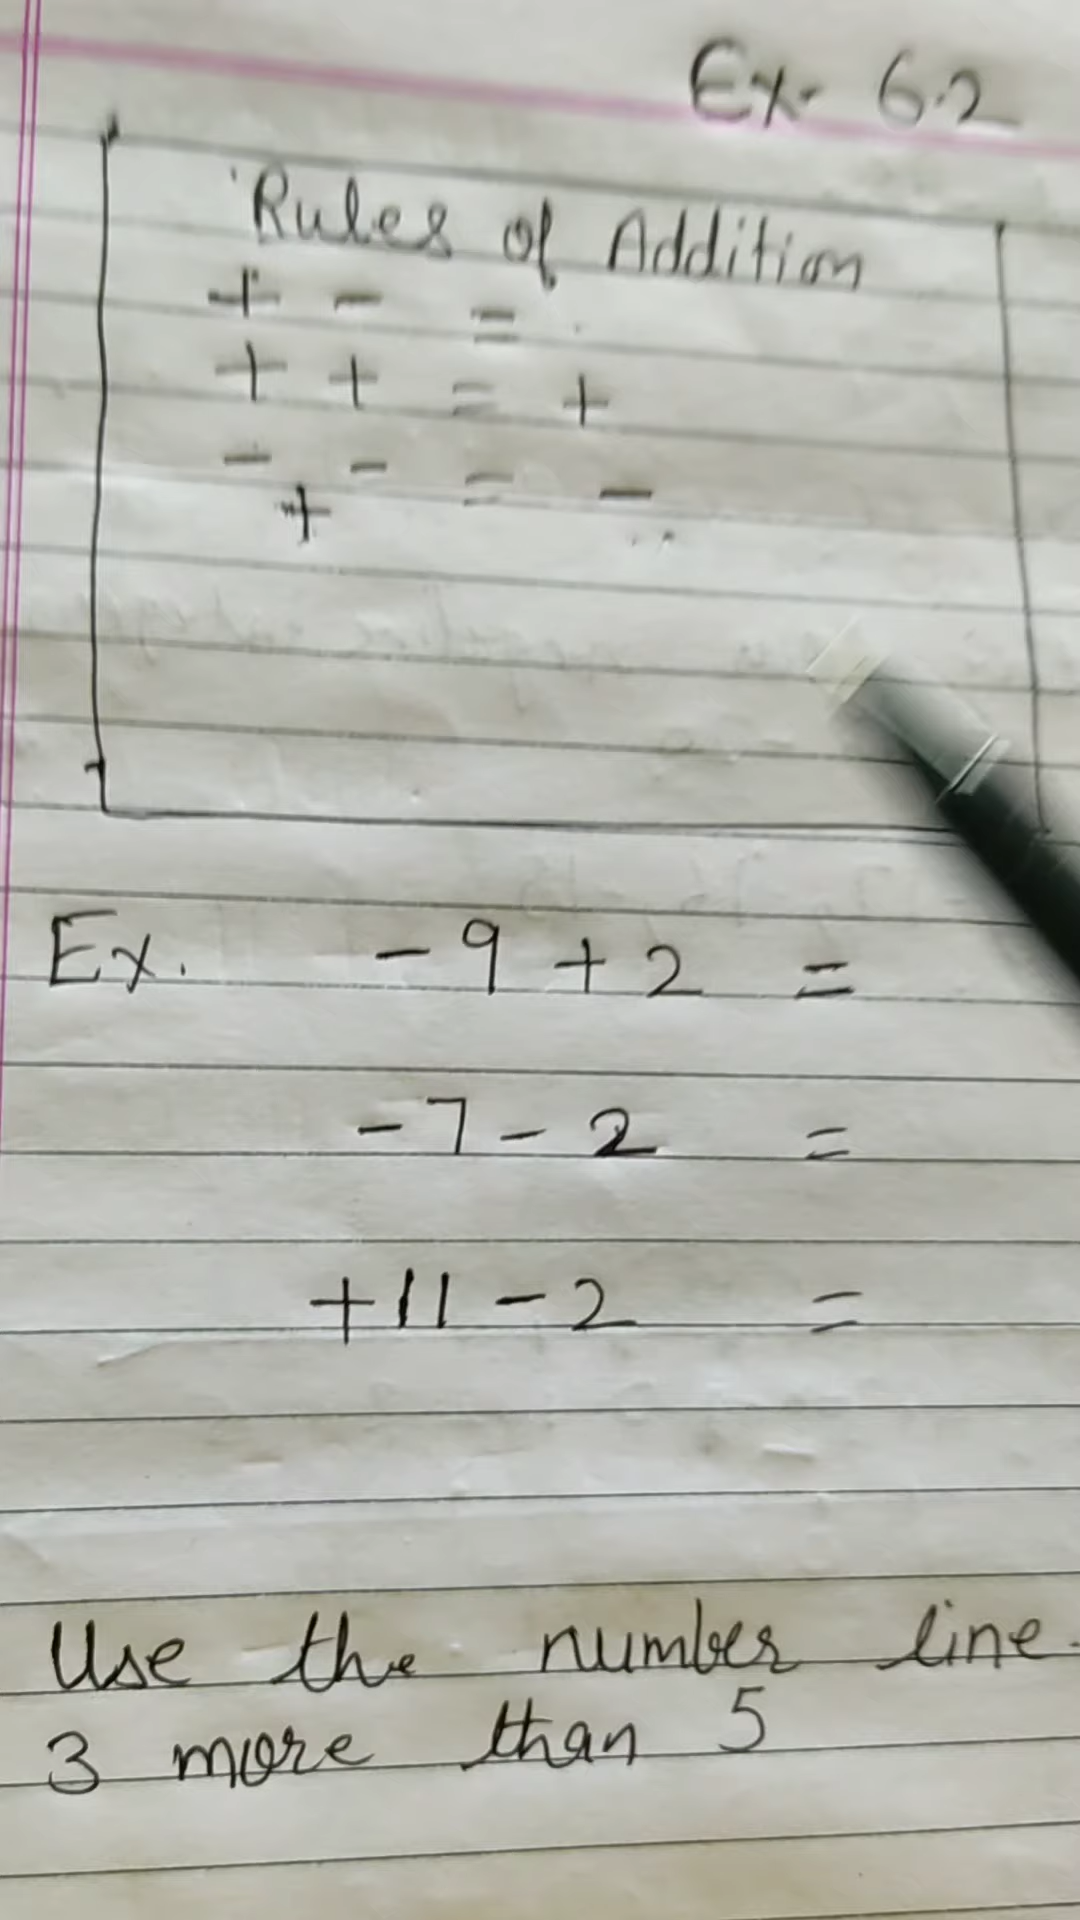 Ex. 6.2
Rules of Addition
+ - =
+ + = +
- - = -
+
Ex. -9 + 2 =
-7 - 2 =
+11 - 2 =
Use the number line
3 more than 5